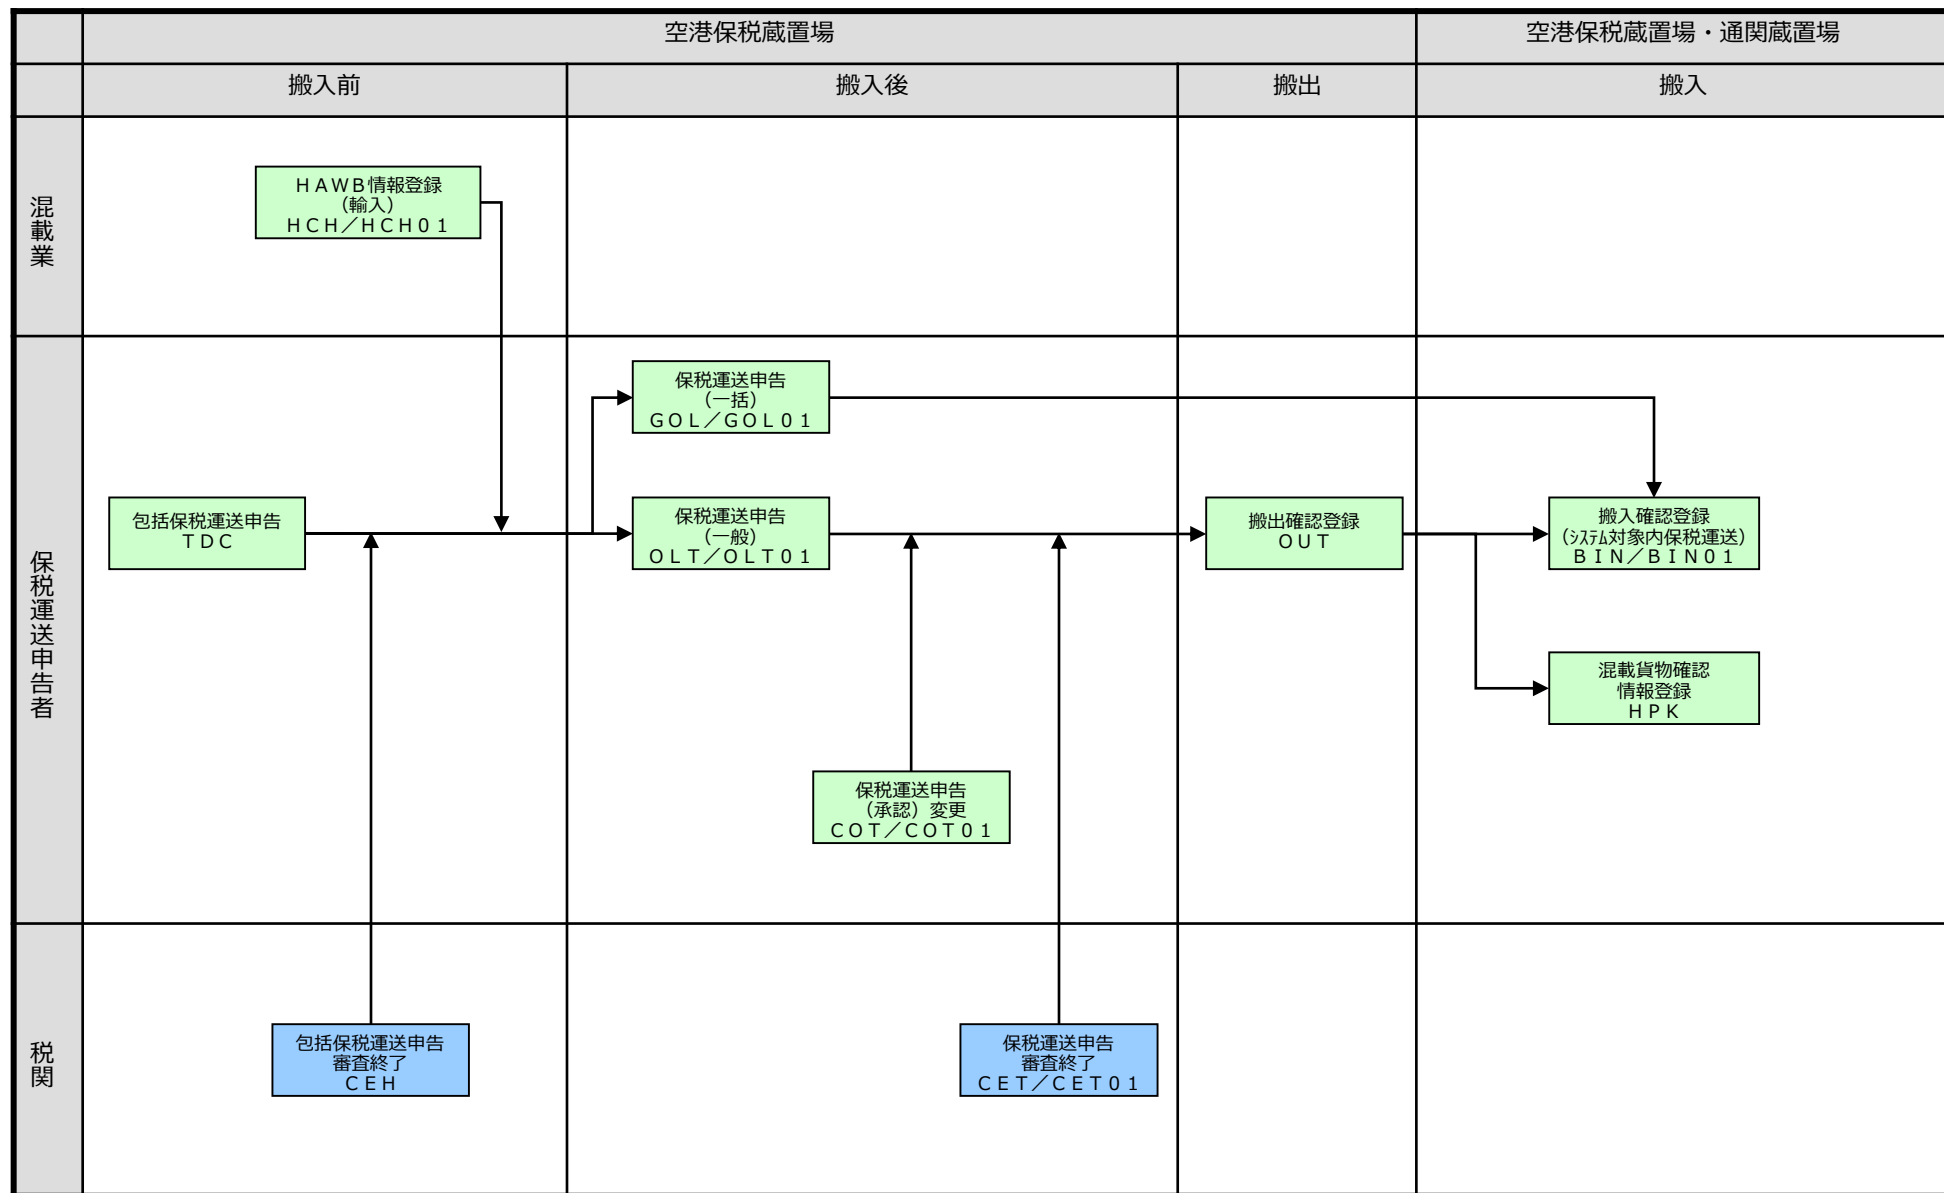 空港保税蔵置場
空港保税蔵置場・通関蔵置場
搬入前
搬入後
搬出
搬入
混載業
ＨＡＷＢ情報登録
（輸入）
ＨＣＨ／ＨＣＨ０１
保税運送申告者
保税運送申告
（一括）
ＧＯＬ／ＧＯＬ０１
包括保税運送申告
ＴＤＣ
保税運送申告
（一般）
ＯＬＴ／ＯＬＴ０１
搬出確認登録
ＯＵＴ
搬入確認登録
（ｼｽﾃﾑ対象内保税運送）
ＢＩＮ／ＢＩＮ０１
混載貨物確認
情報登録
ＨＰＫ
保税運送申告
（承認）変更
ＣＯＴ／ＣＯＴ０１
税関
包括保税運送申告
審査終了
ＣＥＨ
保税運送申告
審査終了
ＣＥＴ／ＣＥＴ０１